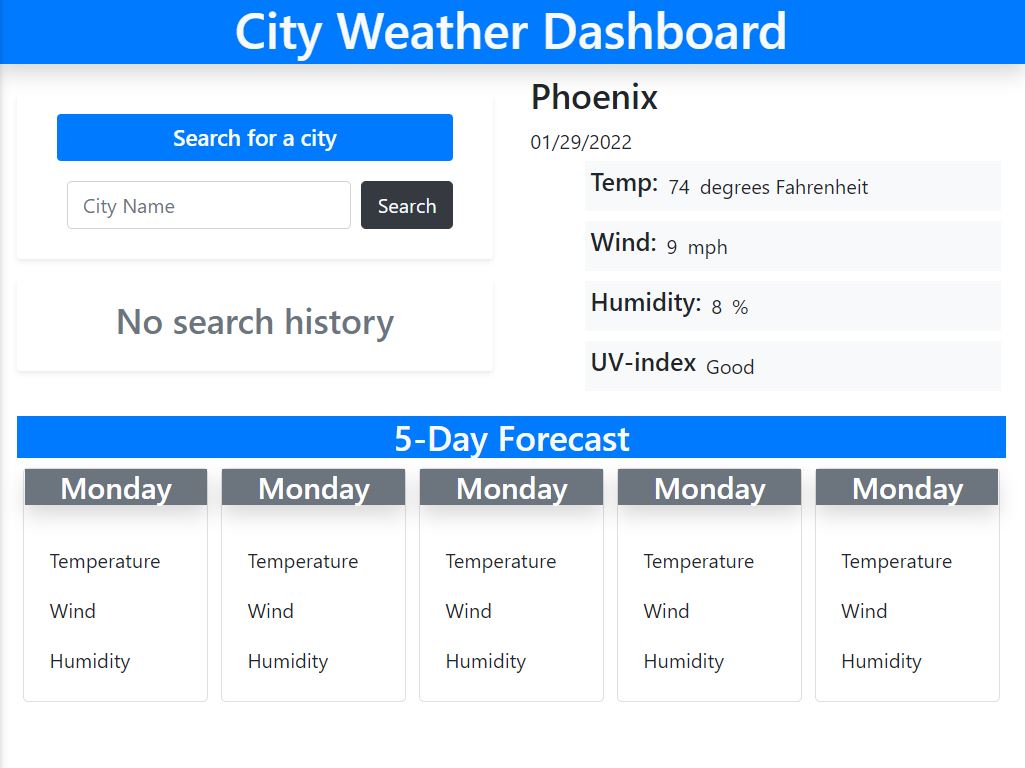 City Weather Dashboard
Search for a city
City Name
Search
No search history
Phoenix
01/29/2022
Temp: 74 degrees Fahrenheit
Wind: 9 mph
Humidity: 8 %
UV-index Good
5-Day Forecast
Monday
Temperature
Wind
Humidity
Monday
Temperature
Wind
Humidity
Monday
Temperature
Wind
Humidity
Monday
Temperature
Wind
Humidity
Monday
Temperature
Wind
Humidity